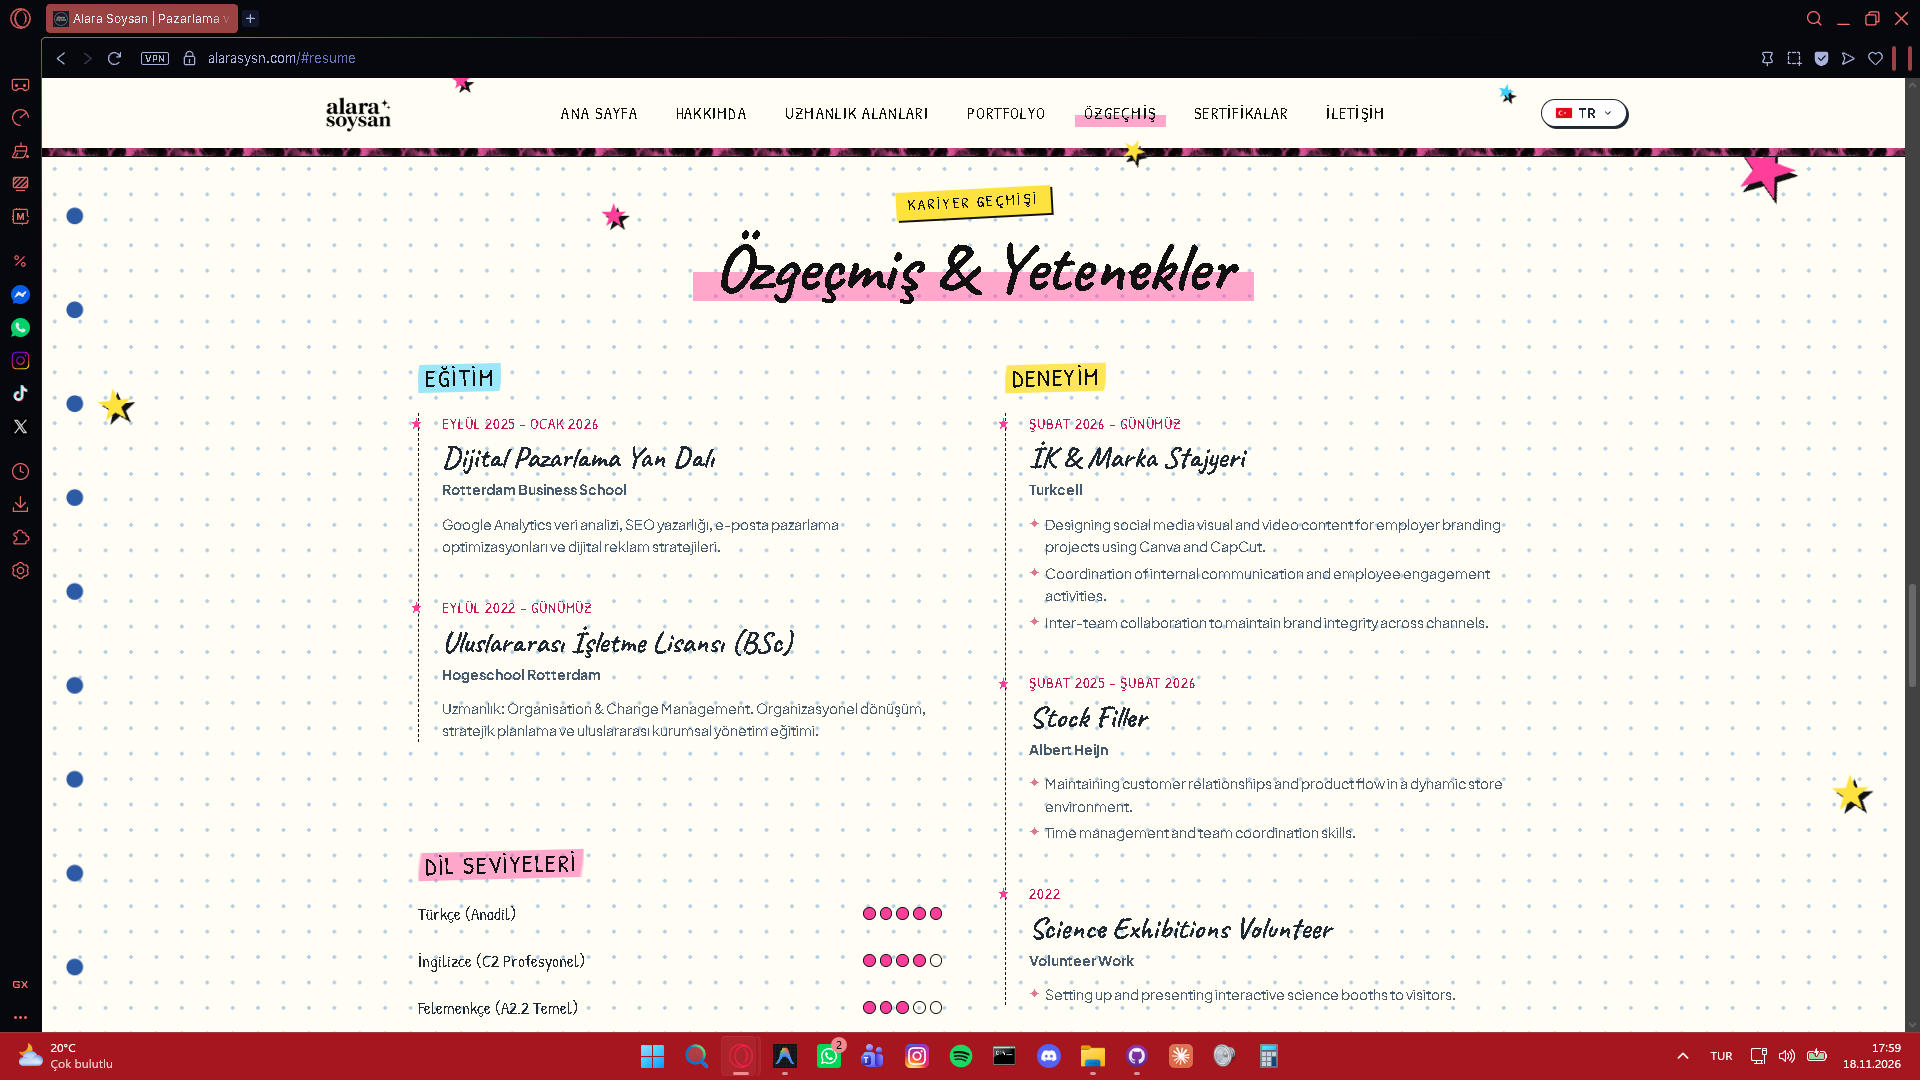 Alara Soysan | Pazarlama v
VPN
alarasysn.com/#resume
alara
soysan
ANA SAYFA
HAKKIMDA
UZMANLIK ALANLARI
PORTFOLYO
ÖZGEÇMİŞ
SERTİFİKALAR
İLETİŞİM
TR
KARİYER GEÇMİŞİ
Özgeçmiş & Yetenekler
EĞİTİM
EYLÜL 2025 - OCAK 2026
Dijital Pazarlama Yan Dalı
Rotterdam Business School
Google Analytics veri analizi, SEO yazarlığı, e-posta pazarlama
optimizasyonları ve dijital reklam stratejileri.
EYLÜL 2022 - GÜNÜMÜZ
Uluslararası İşletme Lisansı (BSc)
Hogeschool Rotterdam
Uzmanlık: Organisation & Change Management. Organizasyonel dönüşüm,
stratejik planlama ve uluslararası kurumsal yönetim eğitimi.
DİL SEVİYELERİ
Türkçe (Anadil)
İngilizce (C2 Profesyonel)
Felemenkçe (A2.2 Temel)
DENEYİM
ŞUBAT 2026 - GÜNÜMÜZ
İK & Marka Stajyeri
Turkcell
Designing social media visual and video content for employer branding
projects using Canva and CapCut.
Coordination of internal communication and employee engagement
activities.
Inter-team collaboration to maintain brand integrity across channels.
ŞUBAT 2025 - ŞUBAT 2026
Stock Filler
Albert Heijn
Maintaining customer relationships and product flow in a dynamic store
environment.
Time management and team coordination skills.
2022
Science Exhibitions Volunteer
Volunteer Work
Setting up and presenting interactive science booths to visitors.
GX
20°C
Çok bulutlu
2
TUR
17:59
18.11.2026